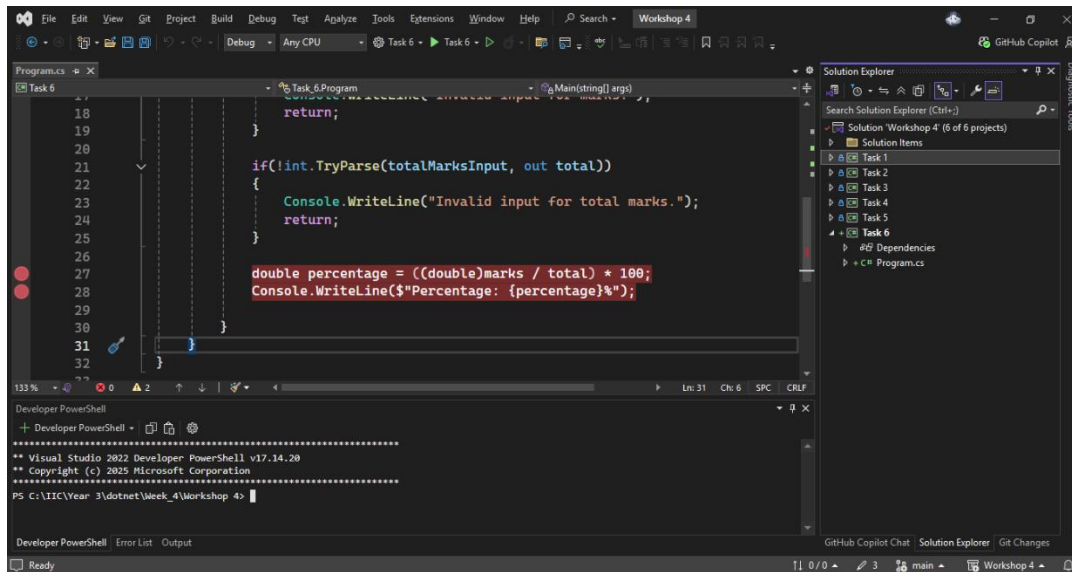 File Edit View Git Project Build Debug Test Analyze Tools Extensions Window Help Search Workshop 4
Debug Any CPU Task 6 Task 6 GitHub Copilot
Program.cs
Task 6 Task_6.Program Main(string[] args)
Console.WriteLine("Invalid input for marks.");
18 return;
19 }
20
21 if(!int.TryParse(totalMarksInput, out total))
22 {
23 Console.WriteLine("Invalid input for total marks.");
24 return;
25 }
26
27 double percentage = ((double)marks / total) * 100;
28 Console.WriteLine($"Percentage: {percentage}%");
29
30 }
31 }
32 }
133 % 0 2 Ln: 31 Ch: 6 SPC CRLF
Developer PowerShell
+ Developer PowerShell
******************************************************************
** Visual Studio 2022 Developer PowerShell v17.14.20
** Copyright (c) 2025 Microsoft Corporation
******************************************************************
PS C:\IIC\Year 3\dotnet\Week_4\Workshop 4>
Developer PowerShell Error List Output
Solution Explorer
Search Solution Explorer (Ctrl+;)
Solution 'Workshop 4' (6 of 6 projects)
Solution Items
C# Task 1
C# Task 2
C# Task 3
C# Task 4
C# Task 5
+ C# Task 6
Dependencies
+ C# Program.cs
GitHub Copilot Chat Solution Explorer Git Changes
Diagnostic Tools
Ready 0 / 0 3 main Workshop 4